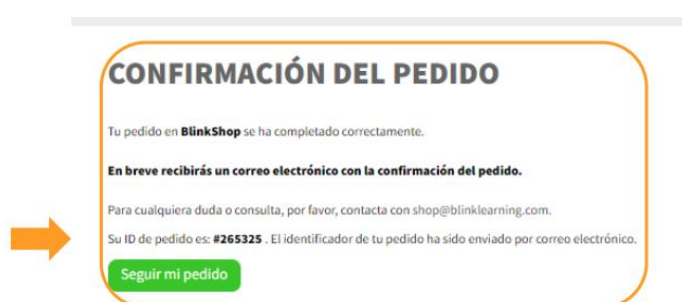 CONFIRMACIÓN DEL PEDIDO
Tu pedido en BlinkShop se ha completado correctamente.
En breve recibirás un correo electrónico con la confirmación del pedido.
Para cualquiera duda o consulta, por favor, contacta con shop@blinklearning.com.
Su ID de pedido es: #265325 . El identificador de tu pedido ha sido enviado por correo electrónico.
Seguir mi pedido